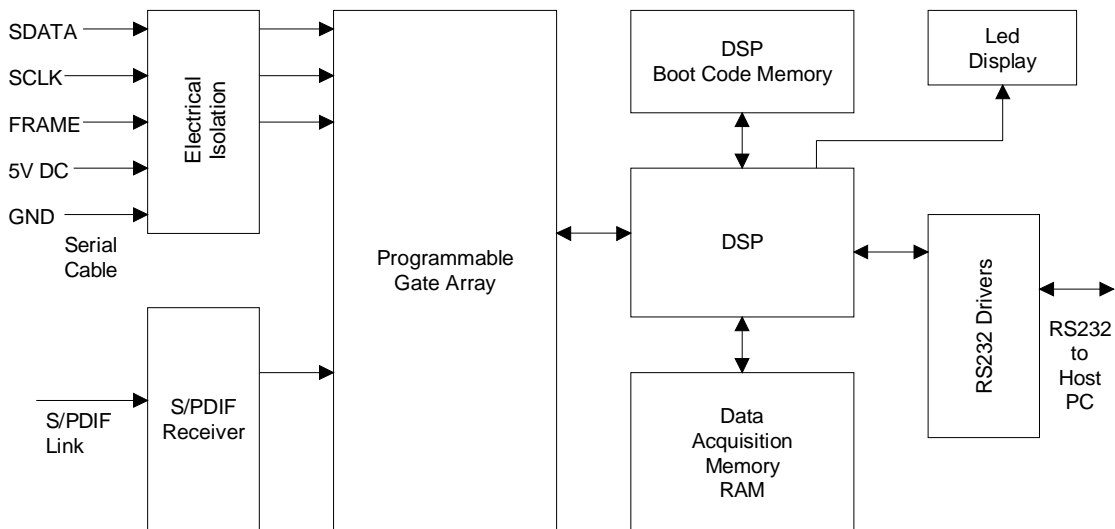 SDATA
SCLK
FRAME
5V DC
GND
Serial
Cable
Electrical
Isolation
S/PDIF
Link
S/PDIF
Receiver
Programmable
Gate Array
DSP
Boot Code Memory
DSP
Data
Acquisition
Memory
RAM
Led
Display
RS232 Drivers
RS232
to
Host
PC